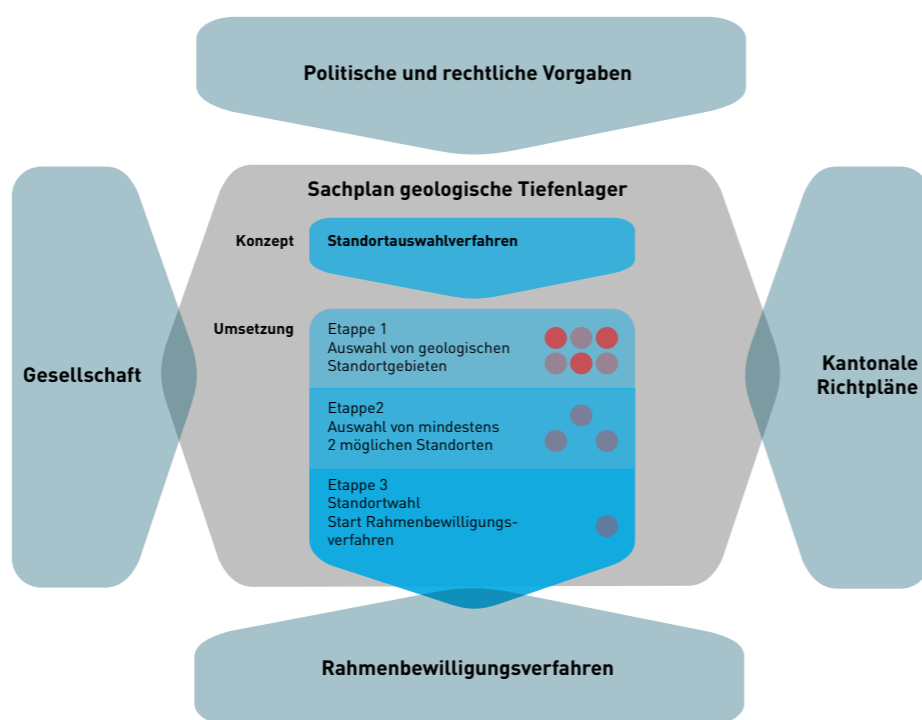 Politische und rechtliche Vorgaben
Sachplan geologische Tiefenlager
Konzept
Standortauswahlverfahren
Umsetzung
Etappe 1
Auswahl von geologischen
Standortgebieten
Etappe2
Auswahl von mindestens
2 möglichen Standorten
Etappe 3
Standortwahl
Start Rahmenbewilligungs-
verfahren
Gesellschaft
Kantonale
Richtpläne
Rahmenbewilligungsverfahren